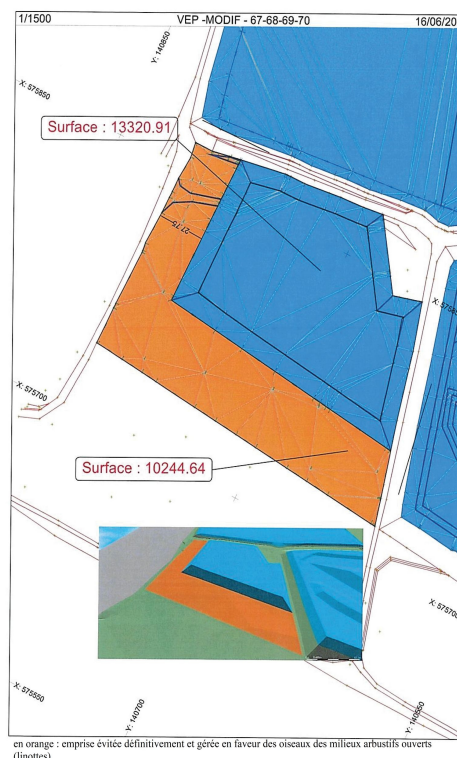 1/1500
VEP -MODIF - 67-68-69-70
16/06/20
Y: 140850
X: 575850
Surface : 13320.91
27.75
X: 575700
Surface : 10244.64
X: 575700
X: 575550
Y: 140700
Y: 140550
en orange : emprise évitée définitivement et gérée en faveur des oiseaux des milieux arbustifs ouverts
(linottes)